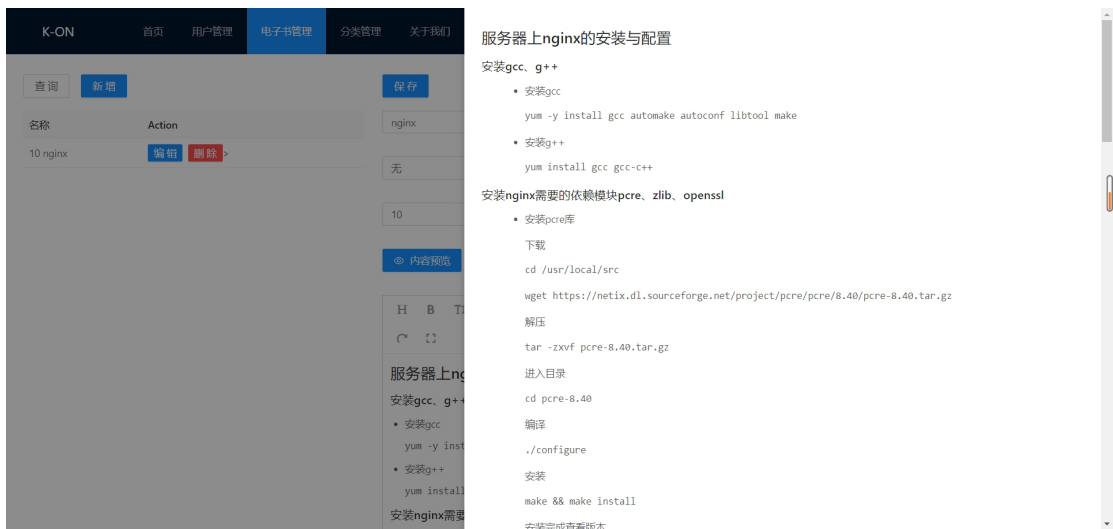 K-ON
首页 用户管理 电子书管理 分类管理 关于我们
查询 新增
名称 Action
10 nginx 编辑 删除 >
保存
nginx
无
10
内容预览
H B
服务器上ng
安装gcc、g++
• 安装gcc
yum -y inst
• 安装g++
yum install
安装nginx需要
服务器上nginx的安装与配置
安装gcc、g++
• 安装gcc
yum -y install gcc automake autoconf libtool make
• 安装g++
yum install gcc gcc-c++
安装nginx需要的依赖模块pcre、zlib、openssl
• 安装pcre库
下载
cd /usr/local/src
wget https://netix.dl.sourceforge.net/project/pcre/pcre/8.40/pcre-8.40.tar.gz
解压
tar -zxvf pcre-8.40.tar.gz
进入目录
cd pcre-8.40
编译
./configure
安装
make && make install
安装完成查看版本